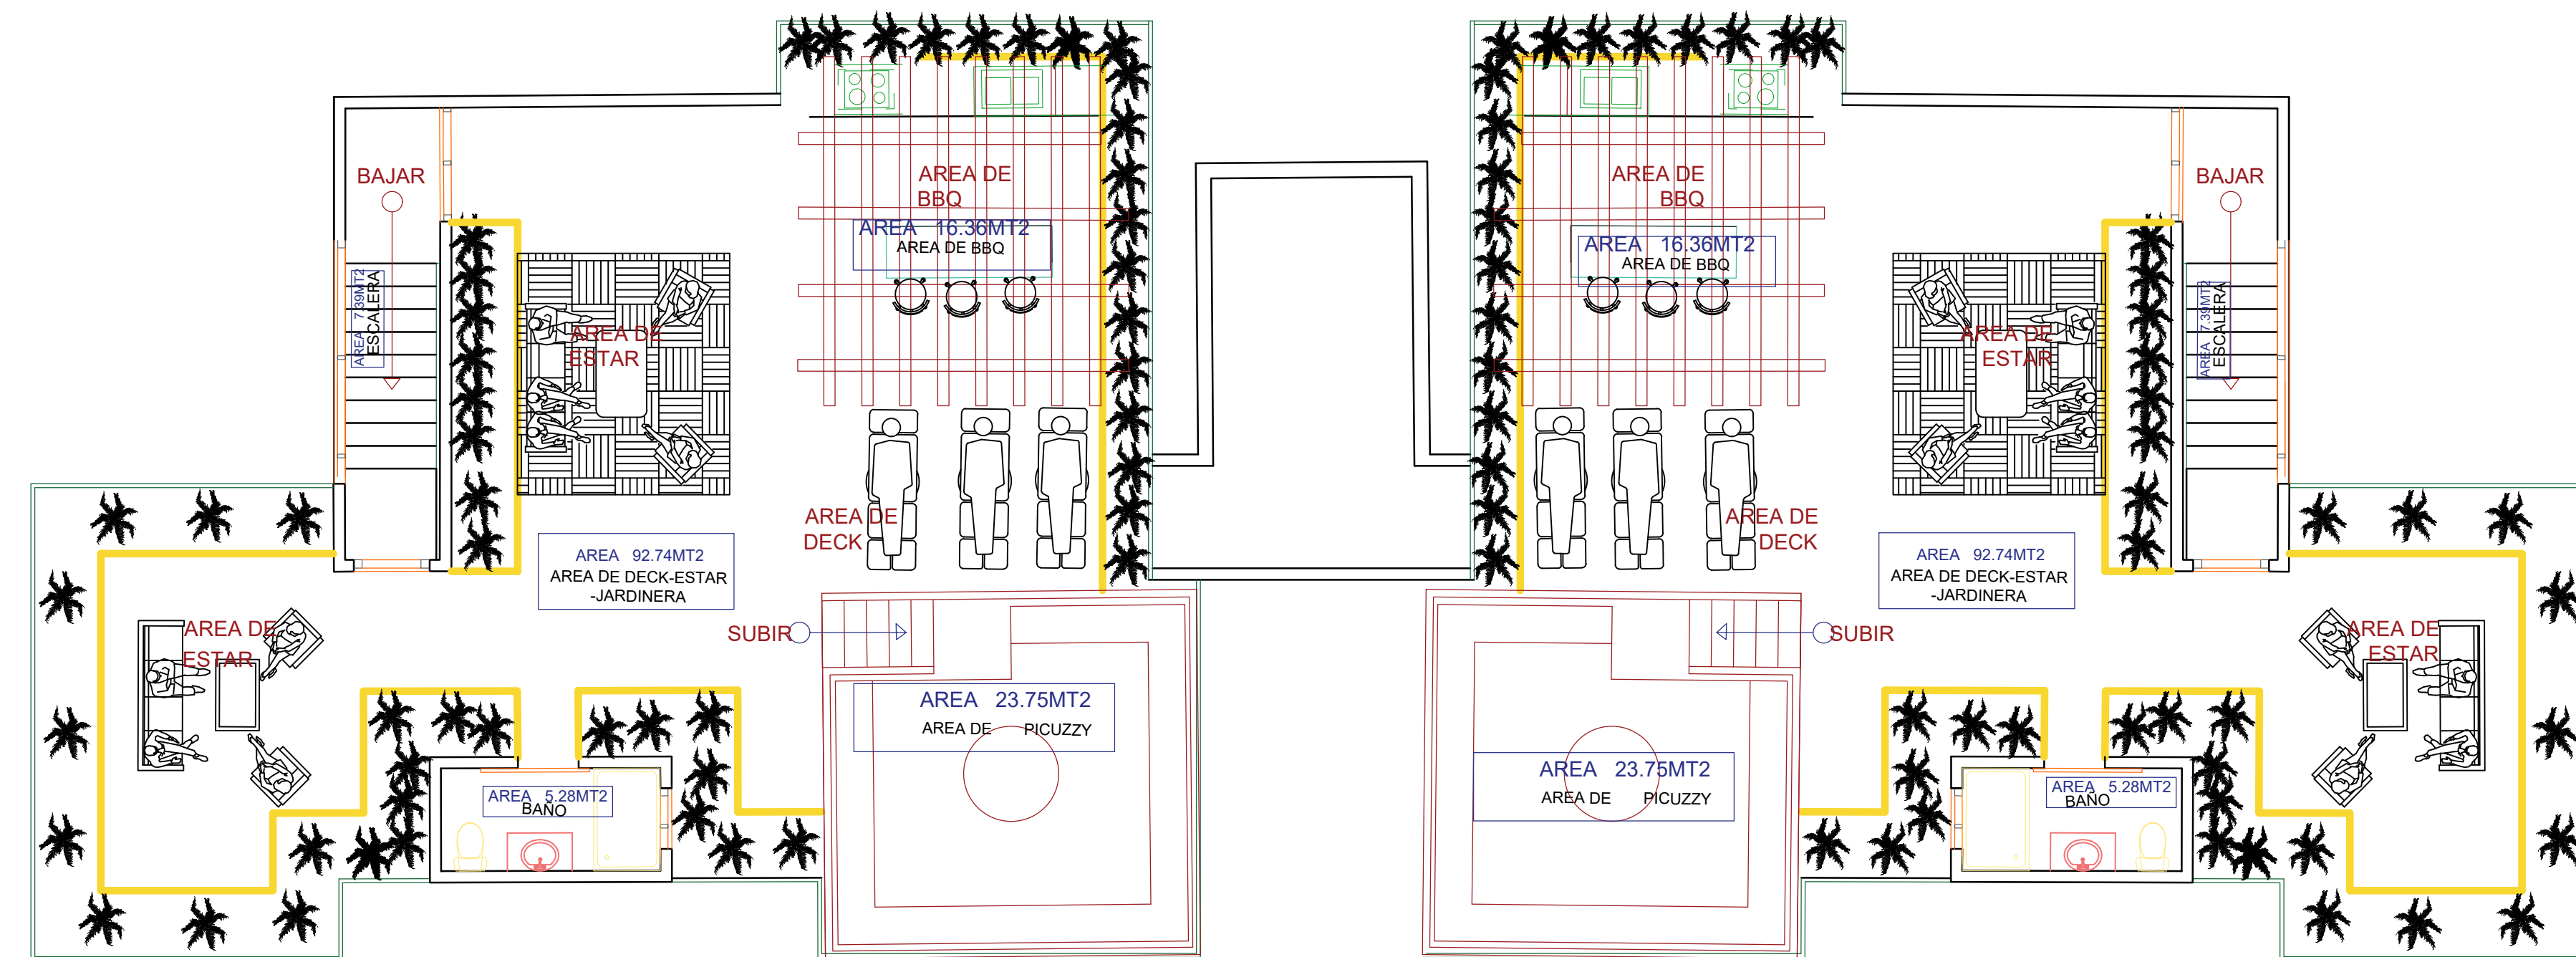 BAJAR
AREA DE
BBQ
AREA 16.36MT2
AREA DE BBQ
AREA 7.39MT2
ESCALERA
AREA DE
ESTAR
AREA DE
DECK
AREA 92.74MT2
AREA DE DECK-ESTAR
-JARDINERA
SUBIR
AREA DE
ESTAR
AREA 23.75MT2
AREA DE PICUZZY
AREA 5.28MT2
BAÑO
AREA DE
BBQ
AREA 16.36MT2
AREA DE BBQ
BAJAR
AREA 7.39MT2
ESCALERA
AREA DE
ESTAR
AREA DE
DECK
AREA 92.74MT2
AREA DE DECK-ESTAR
-JARDINERA
SUBIR
AREA DE
ESTAR
AREA 23.75MT2
AREA DE PICUZZY
AREA 5.28MT2
BAÑO